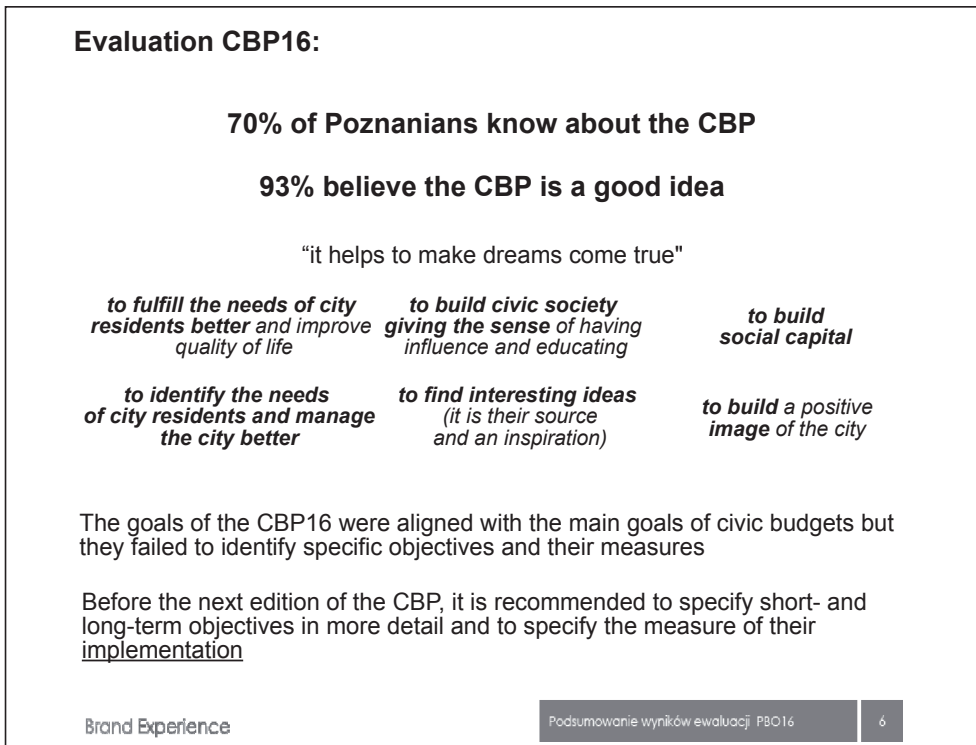 Evaluation CBP16:
70% of Poznanians know about the CBP
93% believe the CBP is a good idea
“it helps to make dreams come true"
to fulfill the needs of city
residents better and improve
quality of life
to build civic society
giving the sense of having
influence and educating
to build
social capital
to identify the needs
of city residents and manage
the city better
to find interesting ideas
(it is their source
and an inspiration)
to build a positive
image of the city
The goals of the CBP16 were aligned with the main goals of civic budgets but
they failed to identify specific objectives and their measures
Before the next edition of the CBP, it is recommended to specify short- and
long-term objectives in more detail and to specify the measure of their
implementation
Brand Experience
Podsumowanie wyników ewaluacji PBO16
6